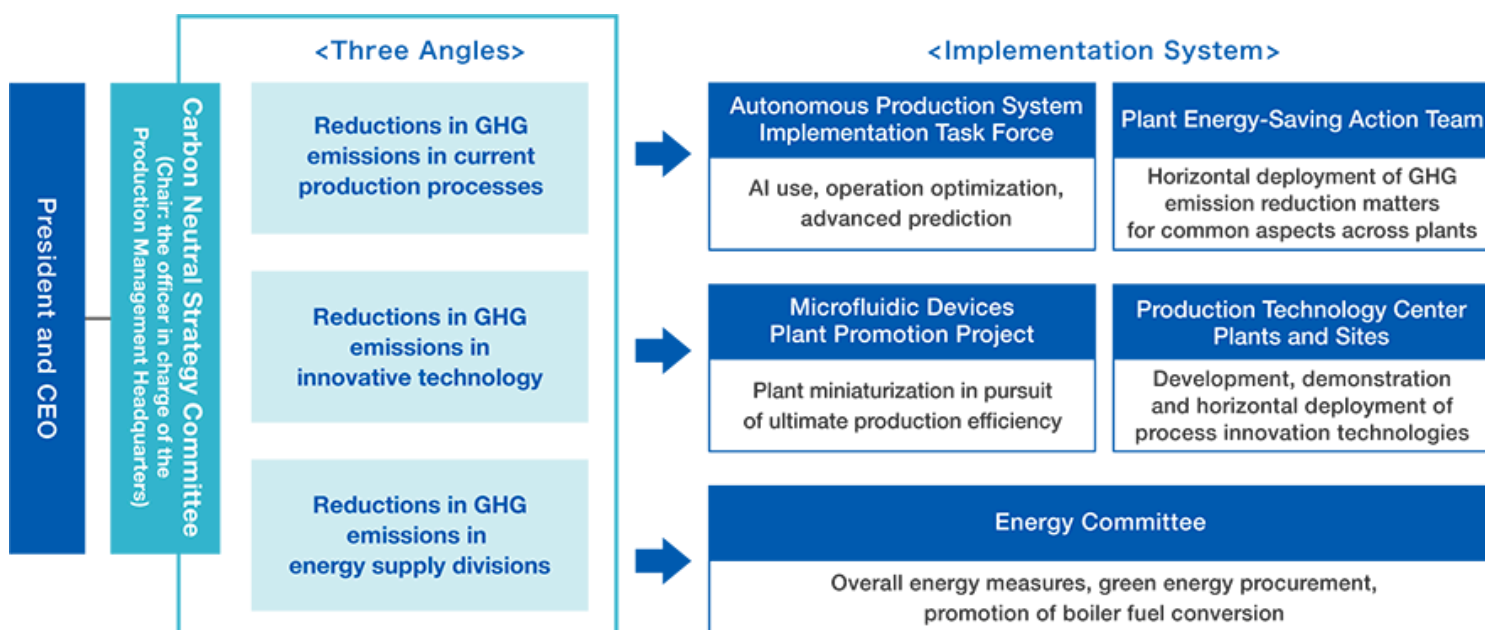 <Three Angles>
<Implementation System>
President and CEO
Carbon Neutral Strategy Committee
(Chair: the officer in charge of the
Production Management Headquarters)
Reductions in GHG
emissions in current
production processes
Autonomous Production System
Implementation Task Force
AI use, operation optimization,
advanced prediction
Plant Energy-Saving Action Team
Horizontal deployment of GHG
emission reduction matters
for common aspects across plants
Reductions in GHG
emissions in
innovative technology
Microfluidic Devices
Plant Promotion Project
Plant miniaturization in pursuit
of ultimate production efficiency
Production Technology Center
Plants and Sites
Development, demonstration
and horizontal deployment of
process innovation technologies
Reductions in GHG
emissions in
energy supply divisions
Energy Committee
Overall energy measures, green energy procurement,
promotion of boiler fuel conversion